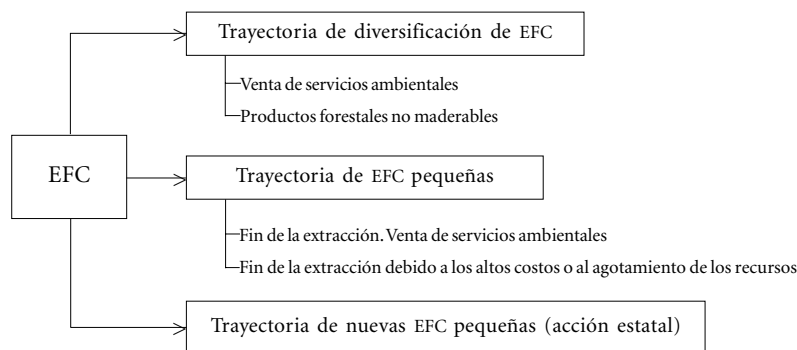 Trayectoria de diversificación de EFC
Venta de servicios ambientales
Productos forestales no maderables
EFC
Trayectoria de EFC pequeñas
Fin de la extracción. Venta de servicios ambientales
Fin de la extracción debido a los altos costos o al agotamiento de los recursos
Trayectoria de nuevas EFC pequeñas (acción estatal)